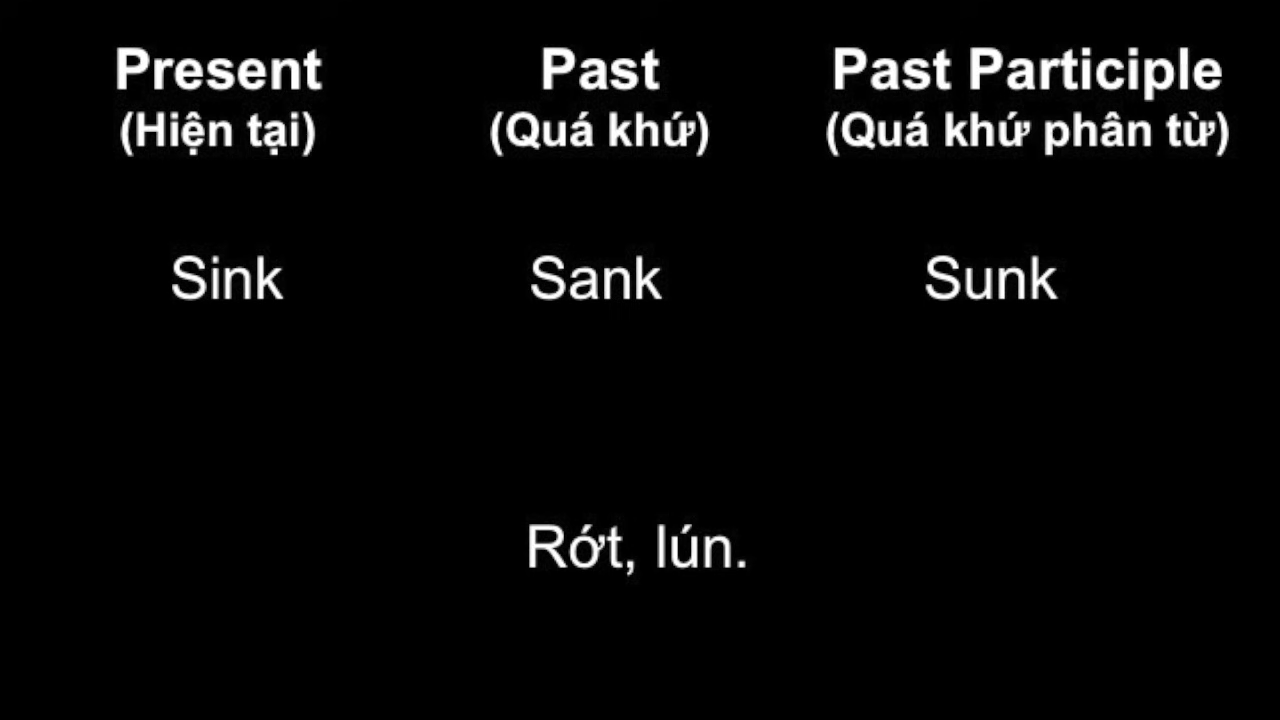 Present Past Past Participle
(Hiện tại) (Quá khứ) (Quá khứ phân từ)
Sink Sank Sunk
Rớt, lún.